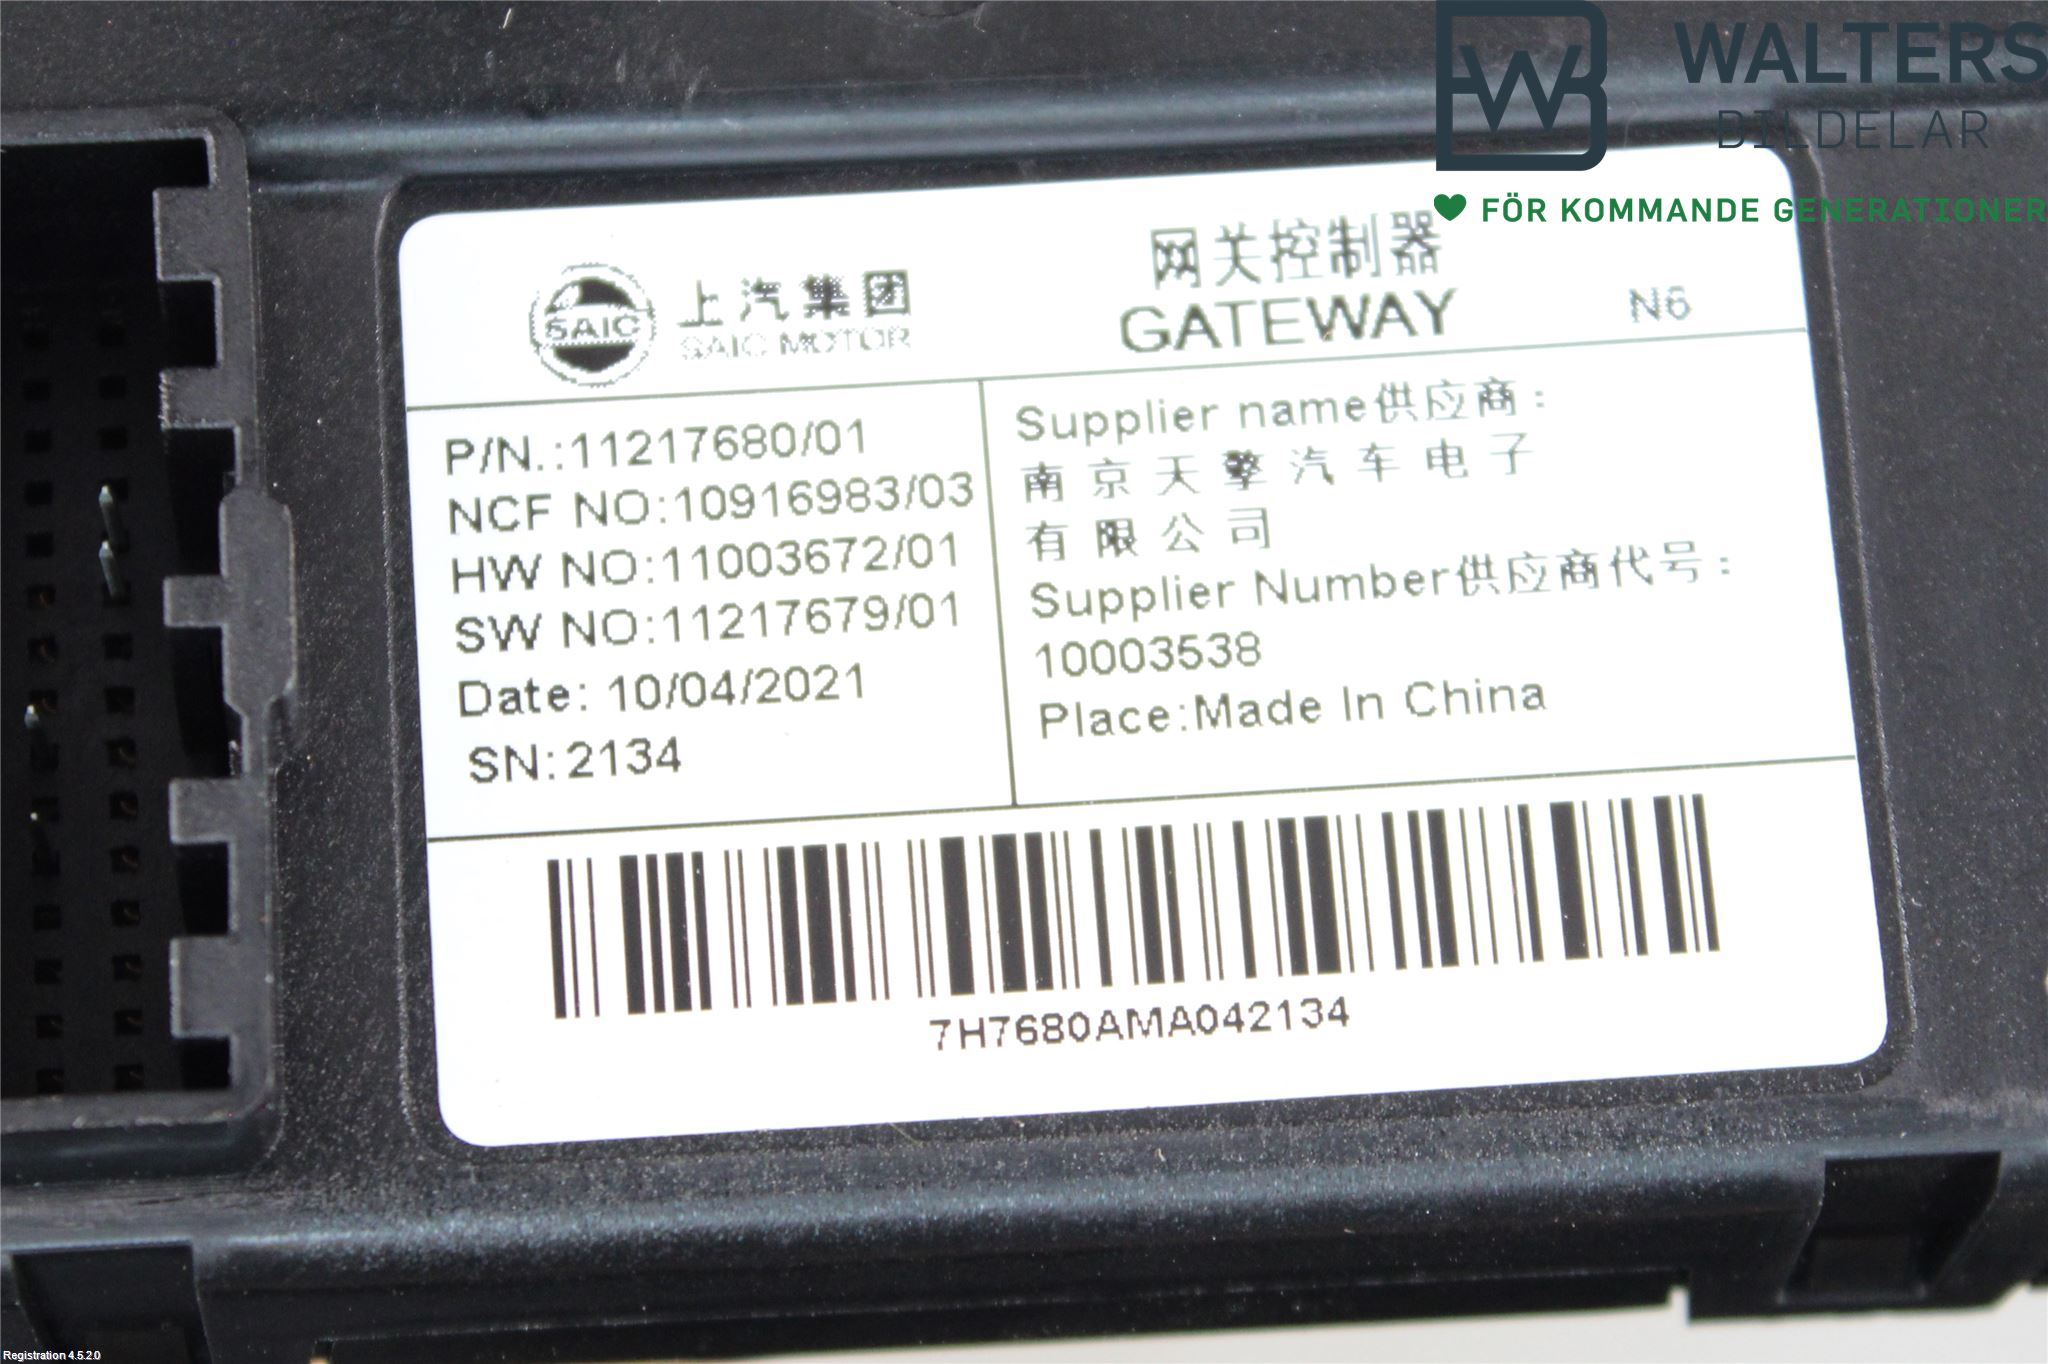 WALTERS
BILDELAR
FÖR KOMMANDE GENERATIONER
SAIC
上汽集团
SAIC MOTOR
网关控制器
GATEWAY
N6
P/N.:11217680/01
NCF NO:10916983/03
HW NO:11003672/01
SW NO:11217679/01
Date: 10/04/2021
SN:2134
Supplier name供应商:
南京天擎汽车电子
有限公司
Supplier Number供应商代号:
10003538
Place:Made In China
7H7680AMA042134
Registration 4.5.2.0